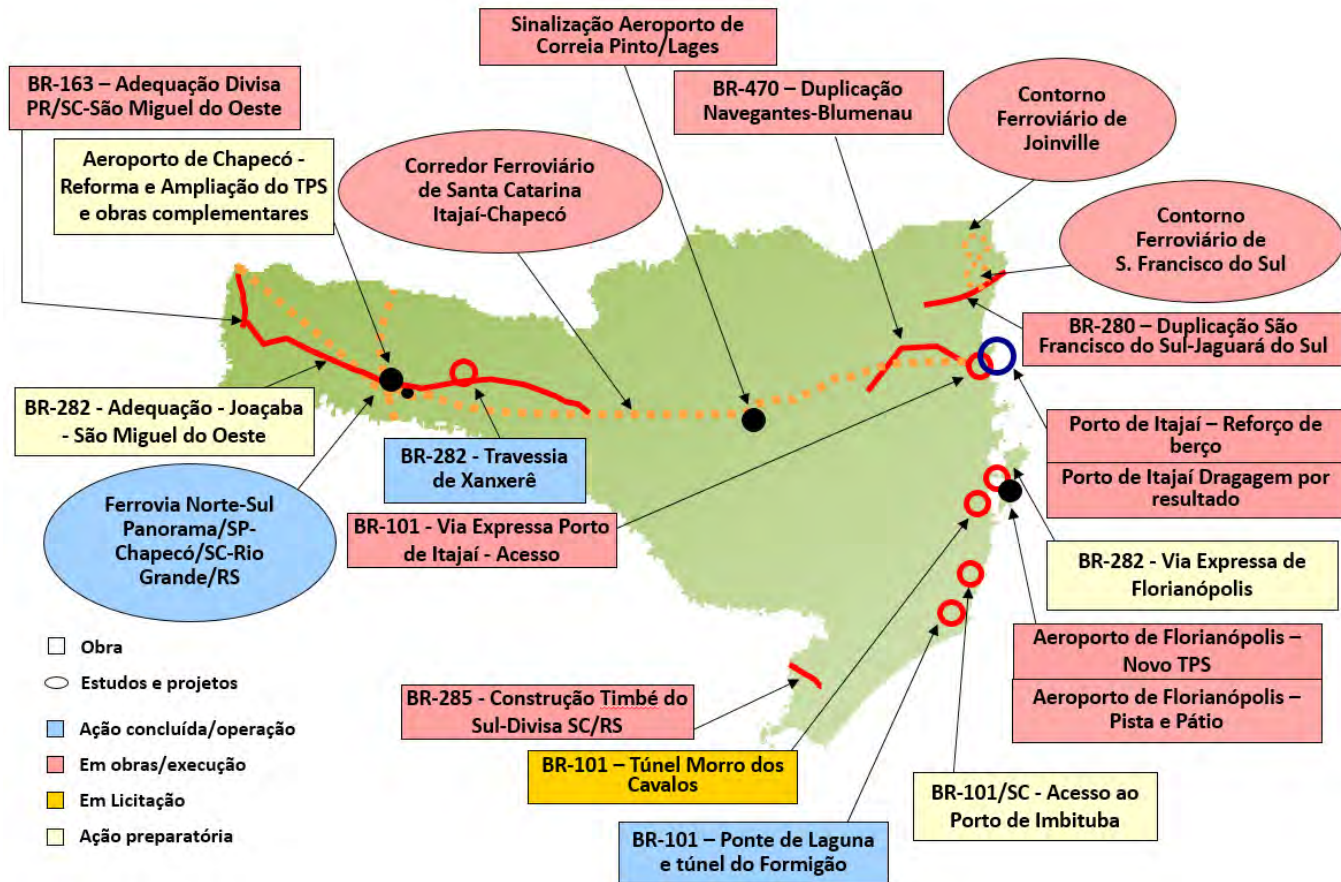 Sinalização Aeroporto de
Correia Pinto/Lages
BR-163 – Adequação Divisa
PR/SC-São Miguel do Oeste
BR-470 – Duplicação
Navegantes-Blumenau
Contorno
Ferroviário de
Joinville
Aeroporto de Chapecó -
Reforma e Ampliação do TPS
e obras complementares
Corredor Ferroviário
de Santa Catarina
Itajaí-Chapecó
Contorno
Ferroviário de
S. Francisco do Sul
BR-280 – Duplicação São
Francisco do Sul-Jaguará do Sul
BR-282 - Adequação - Joaçaba
- São Miguel do Oeste
BR-282 - Travessia
de Xanxerê
Porto de Itajaí – Reforço de
berço
Porto de Itajaí Dragagem por
resultado
Ferrovia Norte-Sul
Panorama/SP-
Chapecó/SC-Rio
Grande/RS
BR-101 - Via Expressa Porto
de Itajaí - Acesso
BR-282 - Via Expressa de
Florianópolis
Aeroporto de Florianópolis –
Novo TPS
Aeroporto de Florianópolis –
Pista e Pátio
BR-285 - Construção Timbé do
Sul-Divisa SC/RS
BR-101 – Túnel Morro dos
Cavalos
BR-101/SC - Acesso ao
Porto de Imbituba
BR-101 – Ponte de Laguna
e túnel do Formigão
Obra
Estudos e projetos
Ação concluída/operação
Em obras/execução
Em Licitação
Ação preparatória